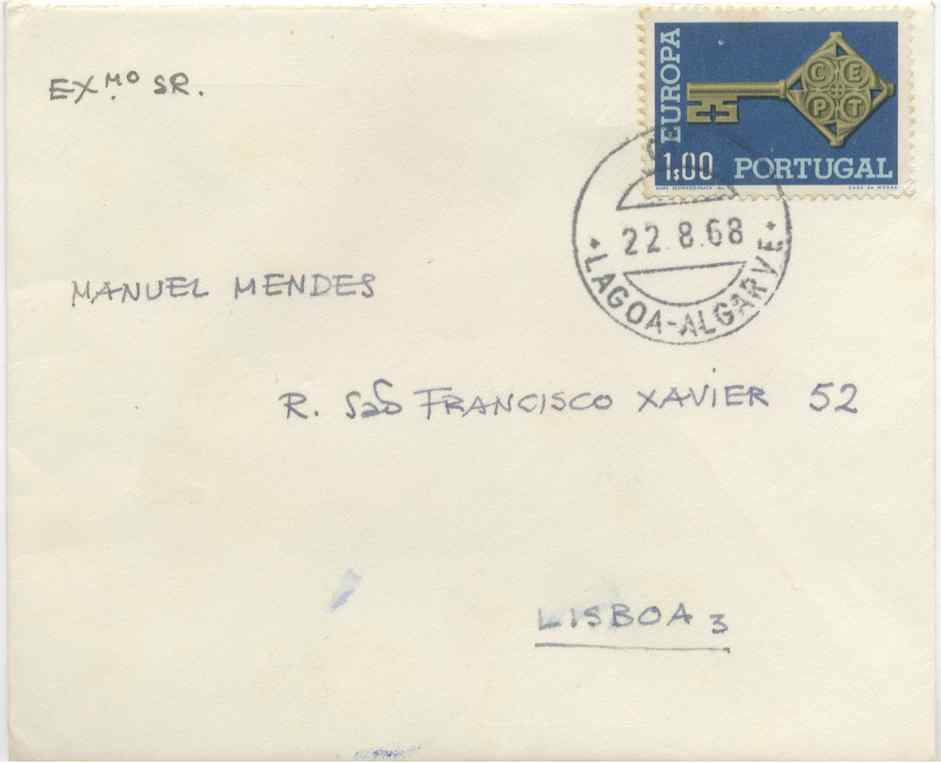 EXMO. SR.
EUROPA
C E
P T
1$00 PORTUGAL
22.8.68
LAGOA-ALGARVE
MANUEL MENDES
R. São FRANCISCO XAVIER 52
LISBOA 3